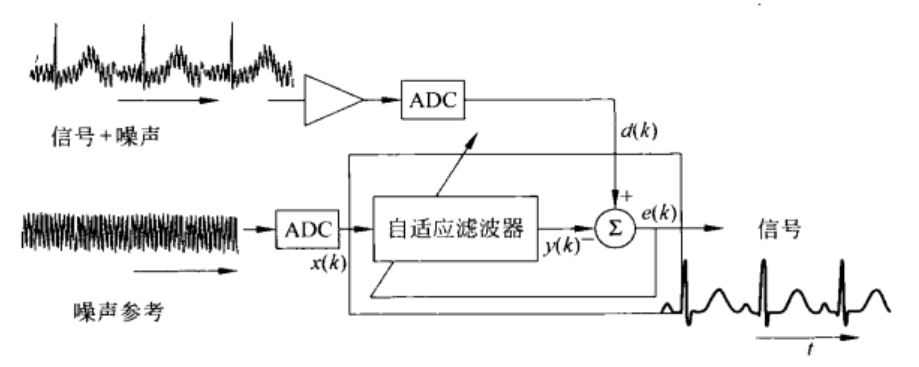 ADC
信号+噪声
d(k)
+
ADC
自适应滤波器
Σ
e(k)
信号
x(k)
y(k)
−
噪声参考
t